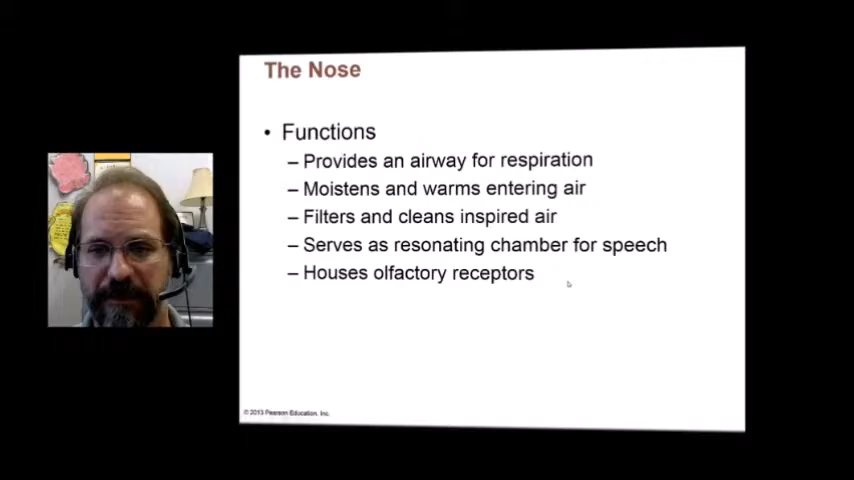 The Nose
• Functions
– Provides an airway for respiration
– Moistens and warms entering air
– Filters and cleans inspired air
– Serves as resonating chamber for speech
– Houses olfactory receptors
© 2013 Pearson Education, Inc.